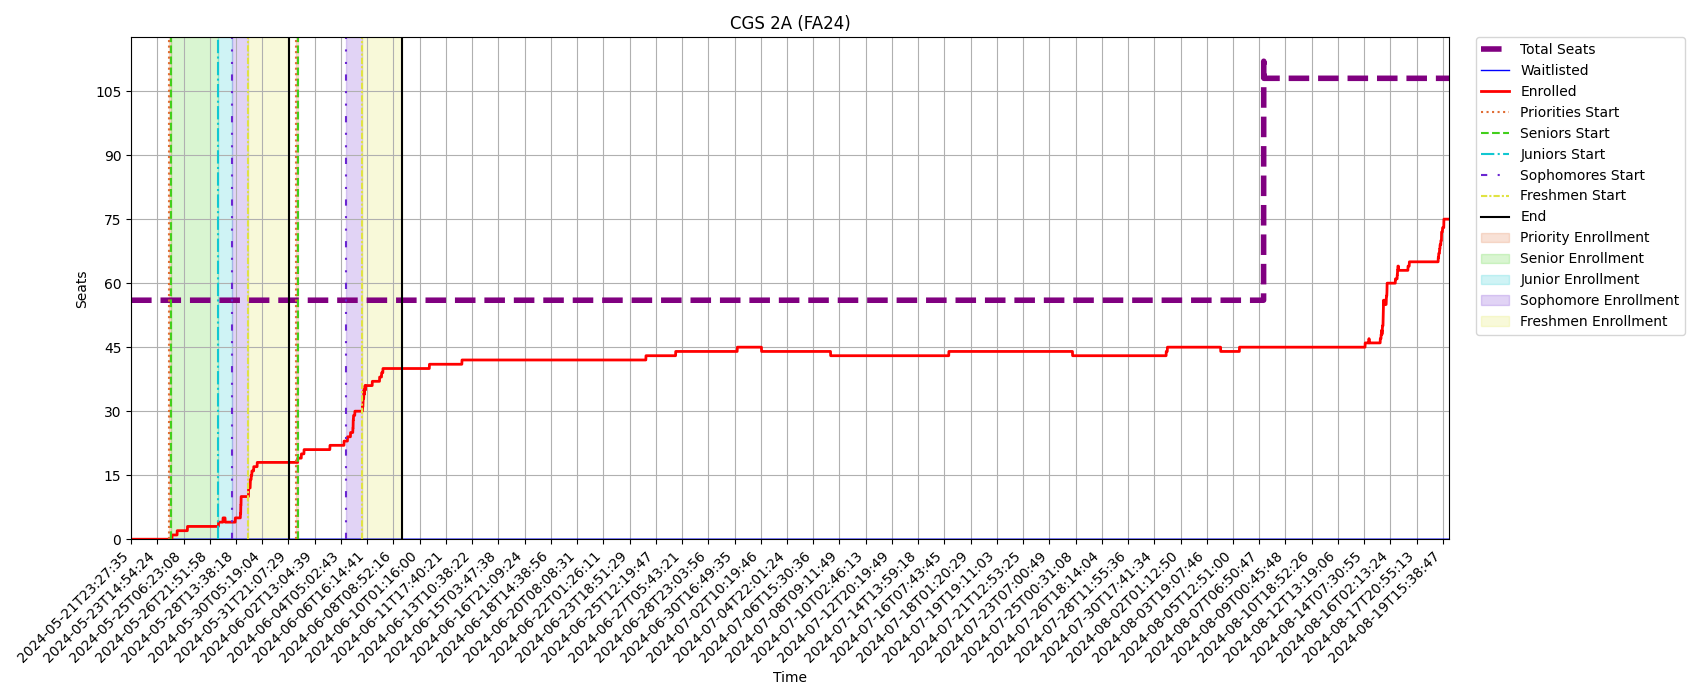 CGS 2A (FA24)
Seats
105
90
75
60
45
30
15
0
2024-05-21T23:27:35
2024-05-23T14:54:24
2024-05-25T06:23:08
2024-05-26T21:51:58
2024-05-28T13:38:18
2024-05-30T05:19:04
2024-05-31T21:07:29
2024-06-02T13:04:39
2024-06-04T05:02:43
2024-06-06T16:14:41
2024-06-08T08:52:16
2024-06-10T01:16:00
2024-06-11T17:40:21
2024-06-13T10:38:22
2024-06-15T03:47:38
2024-06-16T21:09:24
2024-06-18T14:38:56
2024-06-20T08:08:31
2024-06-22T01:26:11
2024-06-23T18:51:29
2024-06-25T12:19:47
2024-06-27T05:43:21
2024-06-28T23:03:56
2024-06-30T16:49:35
2024-07-02T10:19:46
2024-07-04T22:01:24
2024-07-06T15:30:36
2024-07-08T09:11:49
2024-07-10T02:46:13
2024-07-12T20:19:49
2024-07-14T13:59:18
2024-07-16T07:43:45
2024-07-18T01:20:29
2024-07-19T19:11:03
2024-07-21T12:53:25
2024-07-23T07:00:49
2024-07-25T00:31:08
2024-07-26T18:14:04
2024-07-28T11:55:36
2024-07-30T17:41:34
2024-08-02T01:12:50
2024-08-03T19:07:46
2024-08-05T12:51:00
2024-08-07T06:50:47
2024-08-09T00:45:48
2024-08-10T18:52:26
2024-08-12T13:19:06
2024-08-14T07:30:55
2024-08-16T02:13:24
2024-08-17T20:55:13
2024-08-19T15:38:47
Time
Total Seats
Waitlisted
Enrolled
Priorities Start
Seniors Start
Juniors Start
Sophomores Start
Freshmen Start
End
Priority Enrollment
Senior Enrollment
Junior Enrollment
Sophomore Enrollment
Freshmen Enrollment